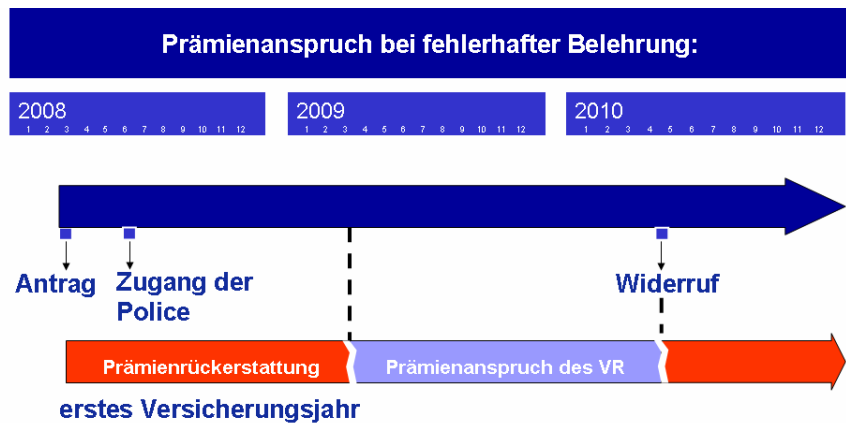 Prämienanspruch bei fehlerhafter Belehrung:
2008
1 2 3 4 5 6 7 8 9 10 11 12
2009
1 2 3 4 5 6 7 8 9 10 11 12
2010
1 2 3 4 5 6 7 8 9 10 11 12
Antrag
Zugang der
Police
Widerruf
Prämienrückerstattung
Prämienanspruch des VR
erstes Versicherungsjahr